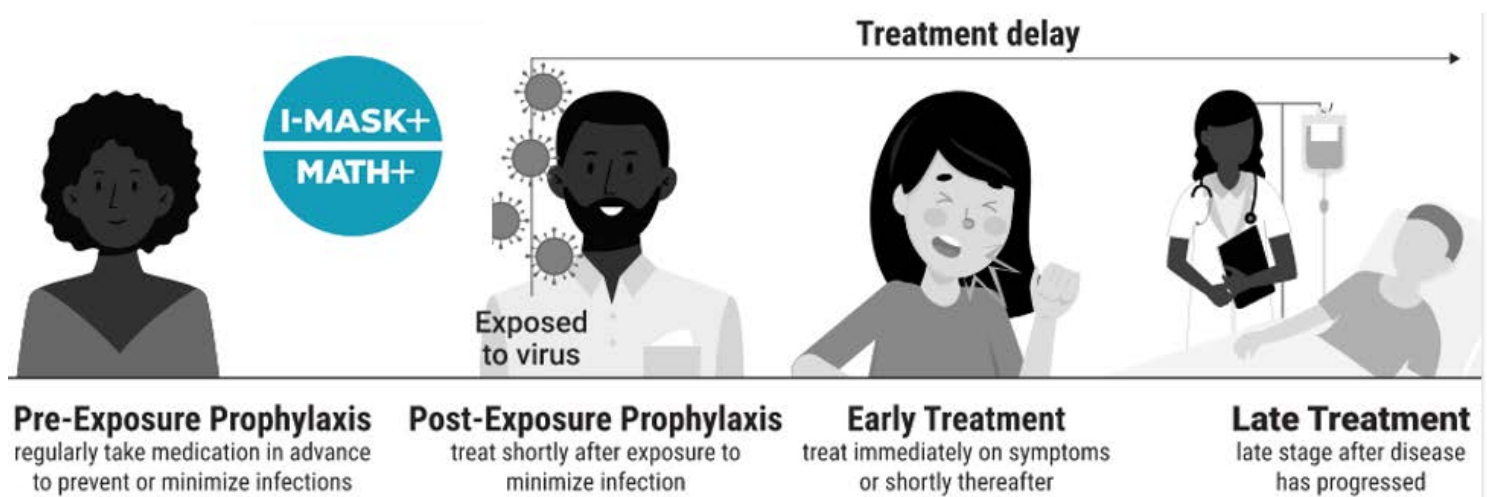 Treatment delay
I-MASK+
MATH+
Exposed
to virus
Pre-Exposure Prophylaxis
regularly take medication in advance
to prevent or minimize infections
Post-Exposure Prophylaxis
treat shortly after exposure to
minimize infection
Early Treatment
treat immediately on symptoms
or shortly thereafter
Late Treatment
late stage after disease
has progressed